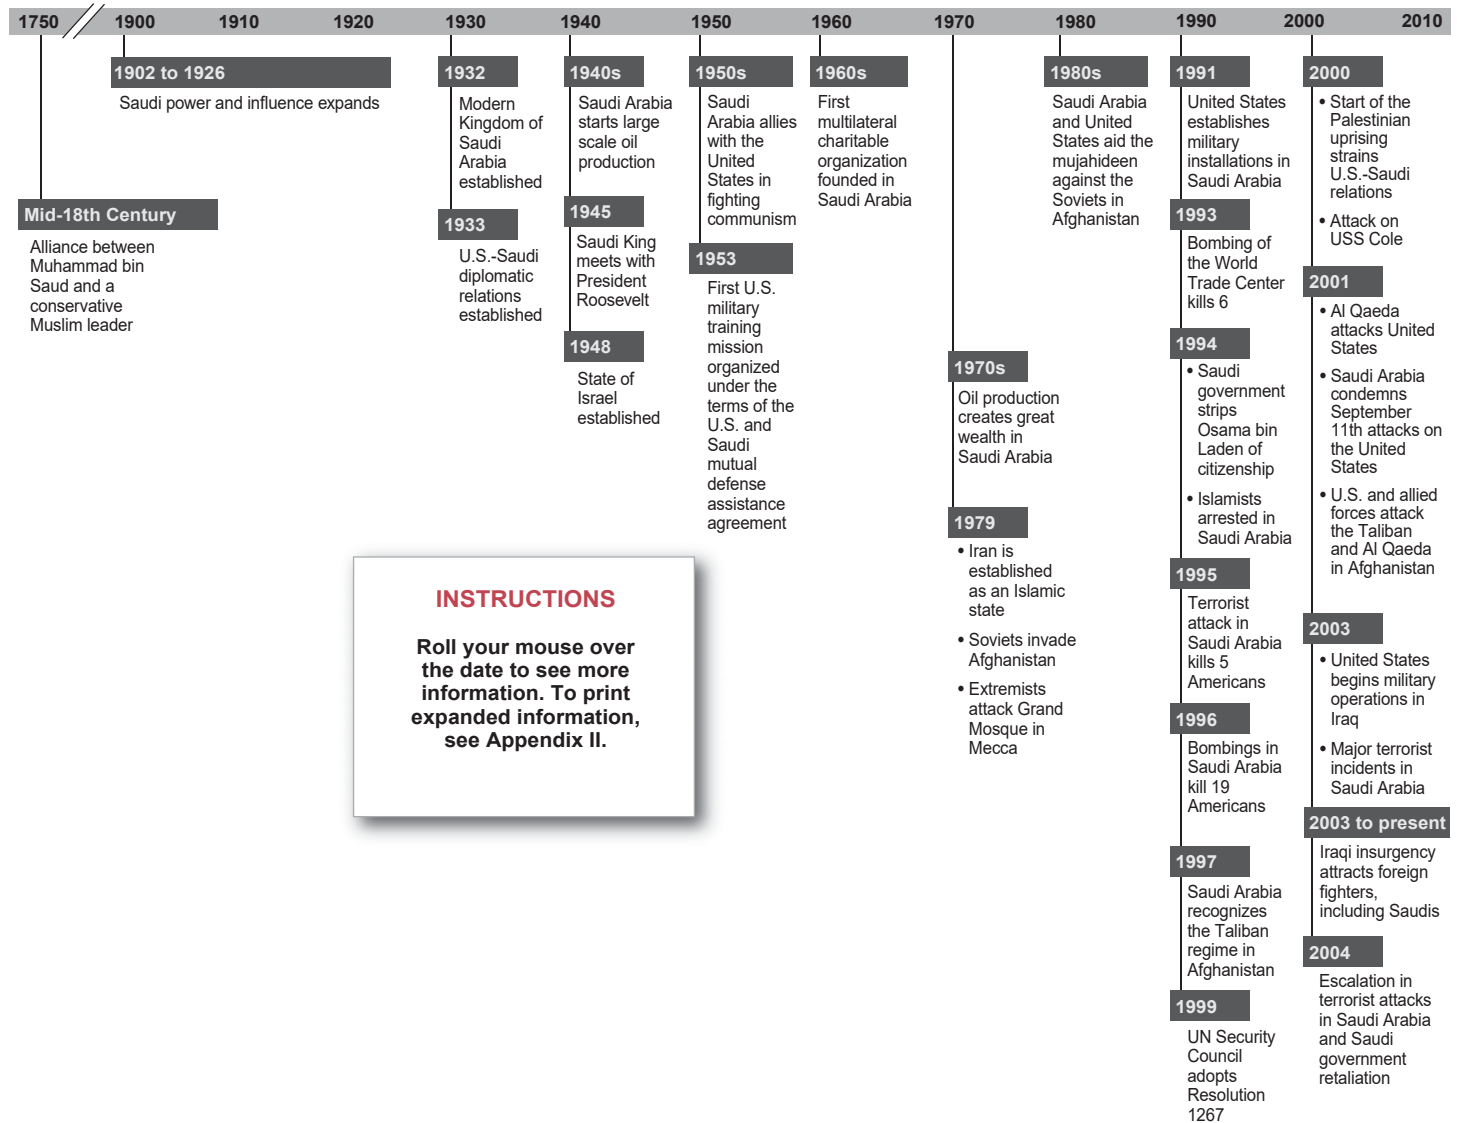 1750 1900 1910 1920 1930 1940 1950 1960 1970 1980 1990 2000 2010
Mid-18th Century
Alliance between
Muhammad bin
Saud and a
conservative
Muslim leader
1902 to 1926
Saudi power and influence expands
1932
Modern
Kingdom of
Saudi
Arabia
established
1933
U.S.-Saudi
diplomatic
relations
established
1940s
Saudi Arabia
starts large
scale oil
production
1945
Saudi King
meets with
President
Roosevelt
1948
State of
Israel
established
1950s
Saudi
Arabia allies
with the
United
States in
fighting
communism
1953
First U.S.
military
training
mission
organized
under the
terms of the
U.S. and
Saudi
mutual
defense
assistance
agreement
1960s
First
multilateral
charitable
organization
founded in
Saudi Arabia
1970s
Oil production
creates great
wealth in
Saudi Arabia
1979
• Iran is
established
as an Islamic
state
• Soviets invade
Afghanistan
• Extremists
attack Grand
Mosque in
Mecca
1980s
Saudi Arabia
and United
States aid the
mujahideen
against the
Soviets in
Afghanistan
1991
United States
establishes
military
installations in
Saudi Arabia
1993
Bombing of
the World
Trade Center
kills 6
1994
• Saudi
government
strips
Osama bin
Laden of
citizenship
• Islamists
arrested in
Saudi Arabia
1995
Terrorist
attack in
Saudi Arabia
kills 5
Americans
1996
Bombings in
Saudi Arabia
kill 19
Americans
1997
Saudi Arabia
recognizes
the Taliban
regime in
Afghanistan
1999
UN Security
Council
adopts
Resolution
1267
2000
• Start of the
Palestinian
uprising
strains
U.S.-Saudi
relations
• Attack on
USS Cole
2001
• Al Qaeda
attacks United
States
• Saudi Arabia
condemns
September
11th attacks on
the United
States
• U.S. and allied
forces attack
the Taliban
and Al Qaeda
in Afghanistan
2003
• United States
begins military
operations in
Iraq
• Major terrorist
incidents in
Saudi Arabia
2003 to present
Iraqi insurgency
attracts foreign
fighters,
including Saudis
2004
Escalation in
terrorist attacks
in Saudi Arabia
and Saudi
government
retaliation
INSTRUCTIONS
Roll your mouse over
the date to see more
information. To print
expanded information,
see Appendix II.